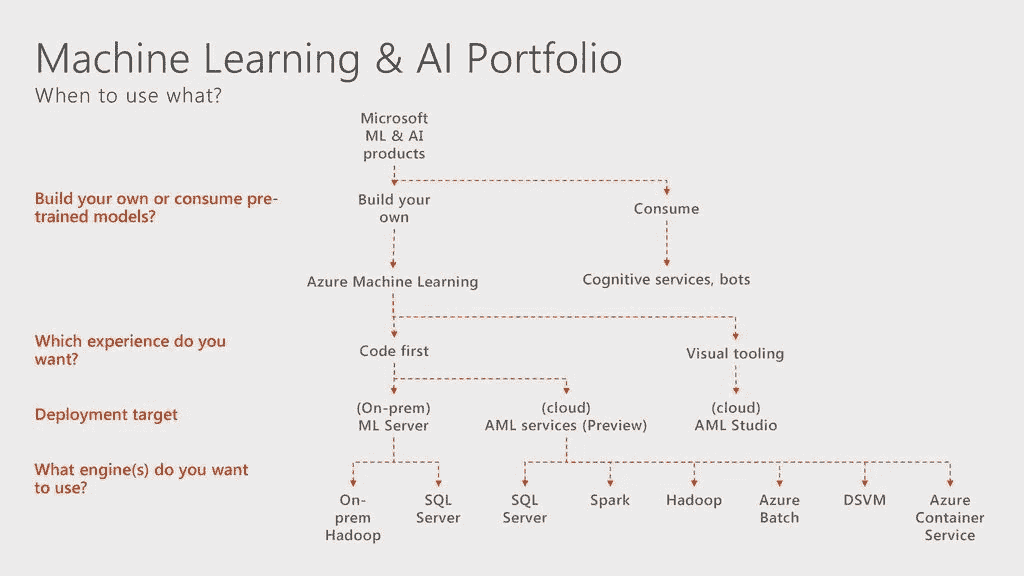 Machine Learning & AI Portfolio
When to use what?
Microsoft
ML & AI
products
Build your own or consume pre-
trained models?
Build your
own
Consume
Azure Machine Learning
Cognitive services, bots
Which experience do you
want?
Code first
Visual tooling
Deployment target
(On-prem)
ML Server
(cloud)
AML services (Preview)
(cloud)
AML Studio
What engine(s) do you want
to use?
On-
prem
Hadoop
SQL
Server
SQL
Server
Spark
Hadoop
Azure
Batch
DSVM
Azure
Container
Service